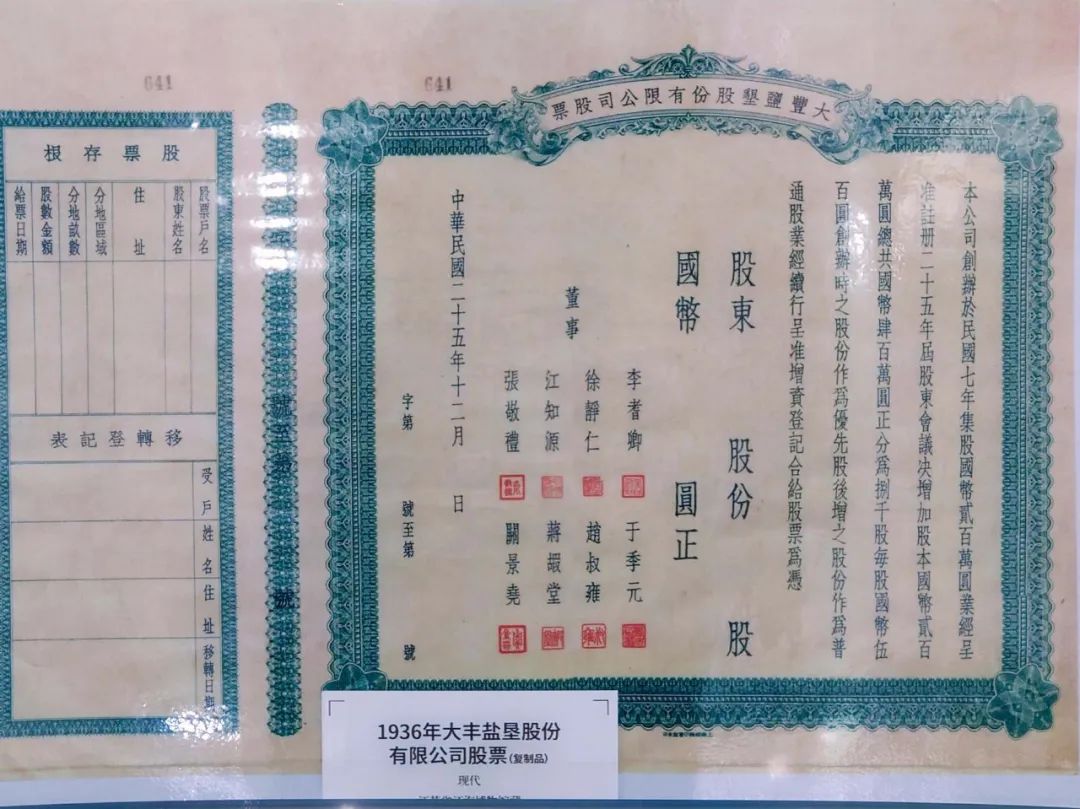 641
641
大豐鹽墾股份有限公司股票
本公司創辦於民國七年集股國幣貳百萬圓業經呈
准註册二十五年屆股東會議决增加股本國幣貳百
萬圓總共國幣肆百萬圓正分爲捌千股每股國幣伍
百圓創辦時之股份作爲優先股後增之股份作爲普
通股業經續行呈准增資登記合給股票爲憑
股東 股份 股
國幣 圓正
董事
李耆卿 于季元
徐靜仁 趙叔雍
江知源 蔣嘏堂
張敬禮 關景堯
中華民國二十五年十二月 日
字第 號至第 號
號至第 號
股票存根
股票戶名
股東姓名
住址
分地區域
分地畝數
股數金額
給票日期
移轉登記表
受戶姓名
住址
移轉日期
1936年大丰盐垦股份
有限公司股票(复制品)
现代